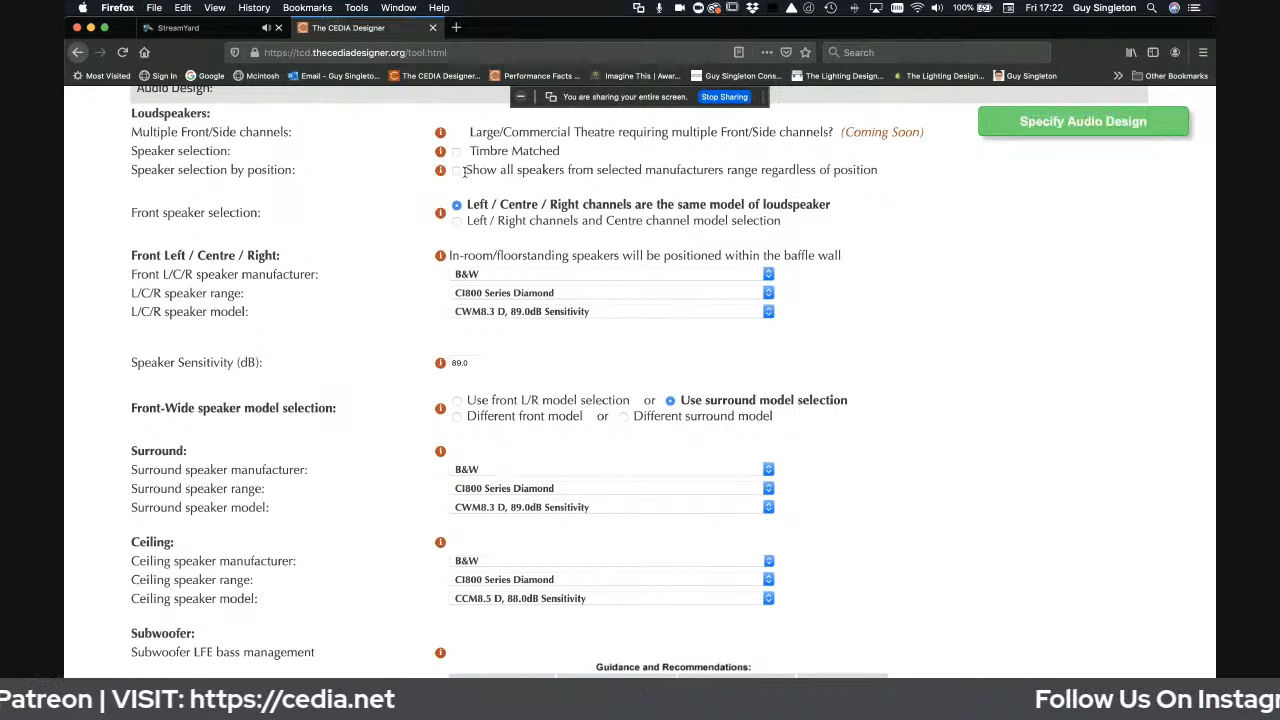 Firefox File Edit View History Bookmarks Tools Window Help 100% Fri 17:22 Guy Singleton
StreamYard The CEDIA Designer
https://tcd.thecediadesigner.org/tool.html Search
Most Visited Sign In Google Mcintosh Email - Guy Singleto... The CEDIA Designer... Performance Facts ... Imagine This | Awar... Guy Singleton Cons... The Lighting Design... The Lighting Design... Guy Singleton Other Bookmarks
You are sharing your entire screen. Stop Sharing
Audio Design:
Specify Audio Design
Loudspeakers:
Multiple Front/Side channels: Large/Commercial Theatre requiring multiple Front/Side channels? (Coming Soon)
Speaker selection: Timbre Matched
Speaker selection by position: Show all speakers from selected manufacturers range regardless of position
Left / Centre / Right channels are the same model of loudspeaker
Front speaker selection:
Left / Right channels and Centre channel model selection
Front Left / Centre / Right: In-room/floorstanding speakers will be positioned within the baffle wall
Front L/C/R speaker manufacturer: B&W
L/C/R speaker range: CI800 Series Diamond
L/C/R speaker model: CWM8.3 D, 89.0dB Sensitivity
Speaker Sensitivity (dB): 89.0
Use front L/R model selection or Use surround model selection
Front-Wide speaker model selection:
Different front model or Different surround model
Surround:
Surround speaker manufacturer: B&W
Surround speaker range: CI800 Series Diamond
Surround speaker model: CWM8.3 D, 89.0dB Sensitivity
Ceiling:
Ceiling speaker manufacturer: B&W
Ceiling speaker range: CI800 Series Diamond
Ceiling speaker model: CCM8.5 D, 88.0dB Sensitivity
Subwoofer:
Subwoofer LFE bass management
Guidance and Recommendations:
Patreon | VISIT: https://cedia.net Follow Us On Instagr